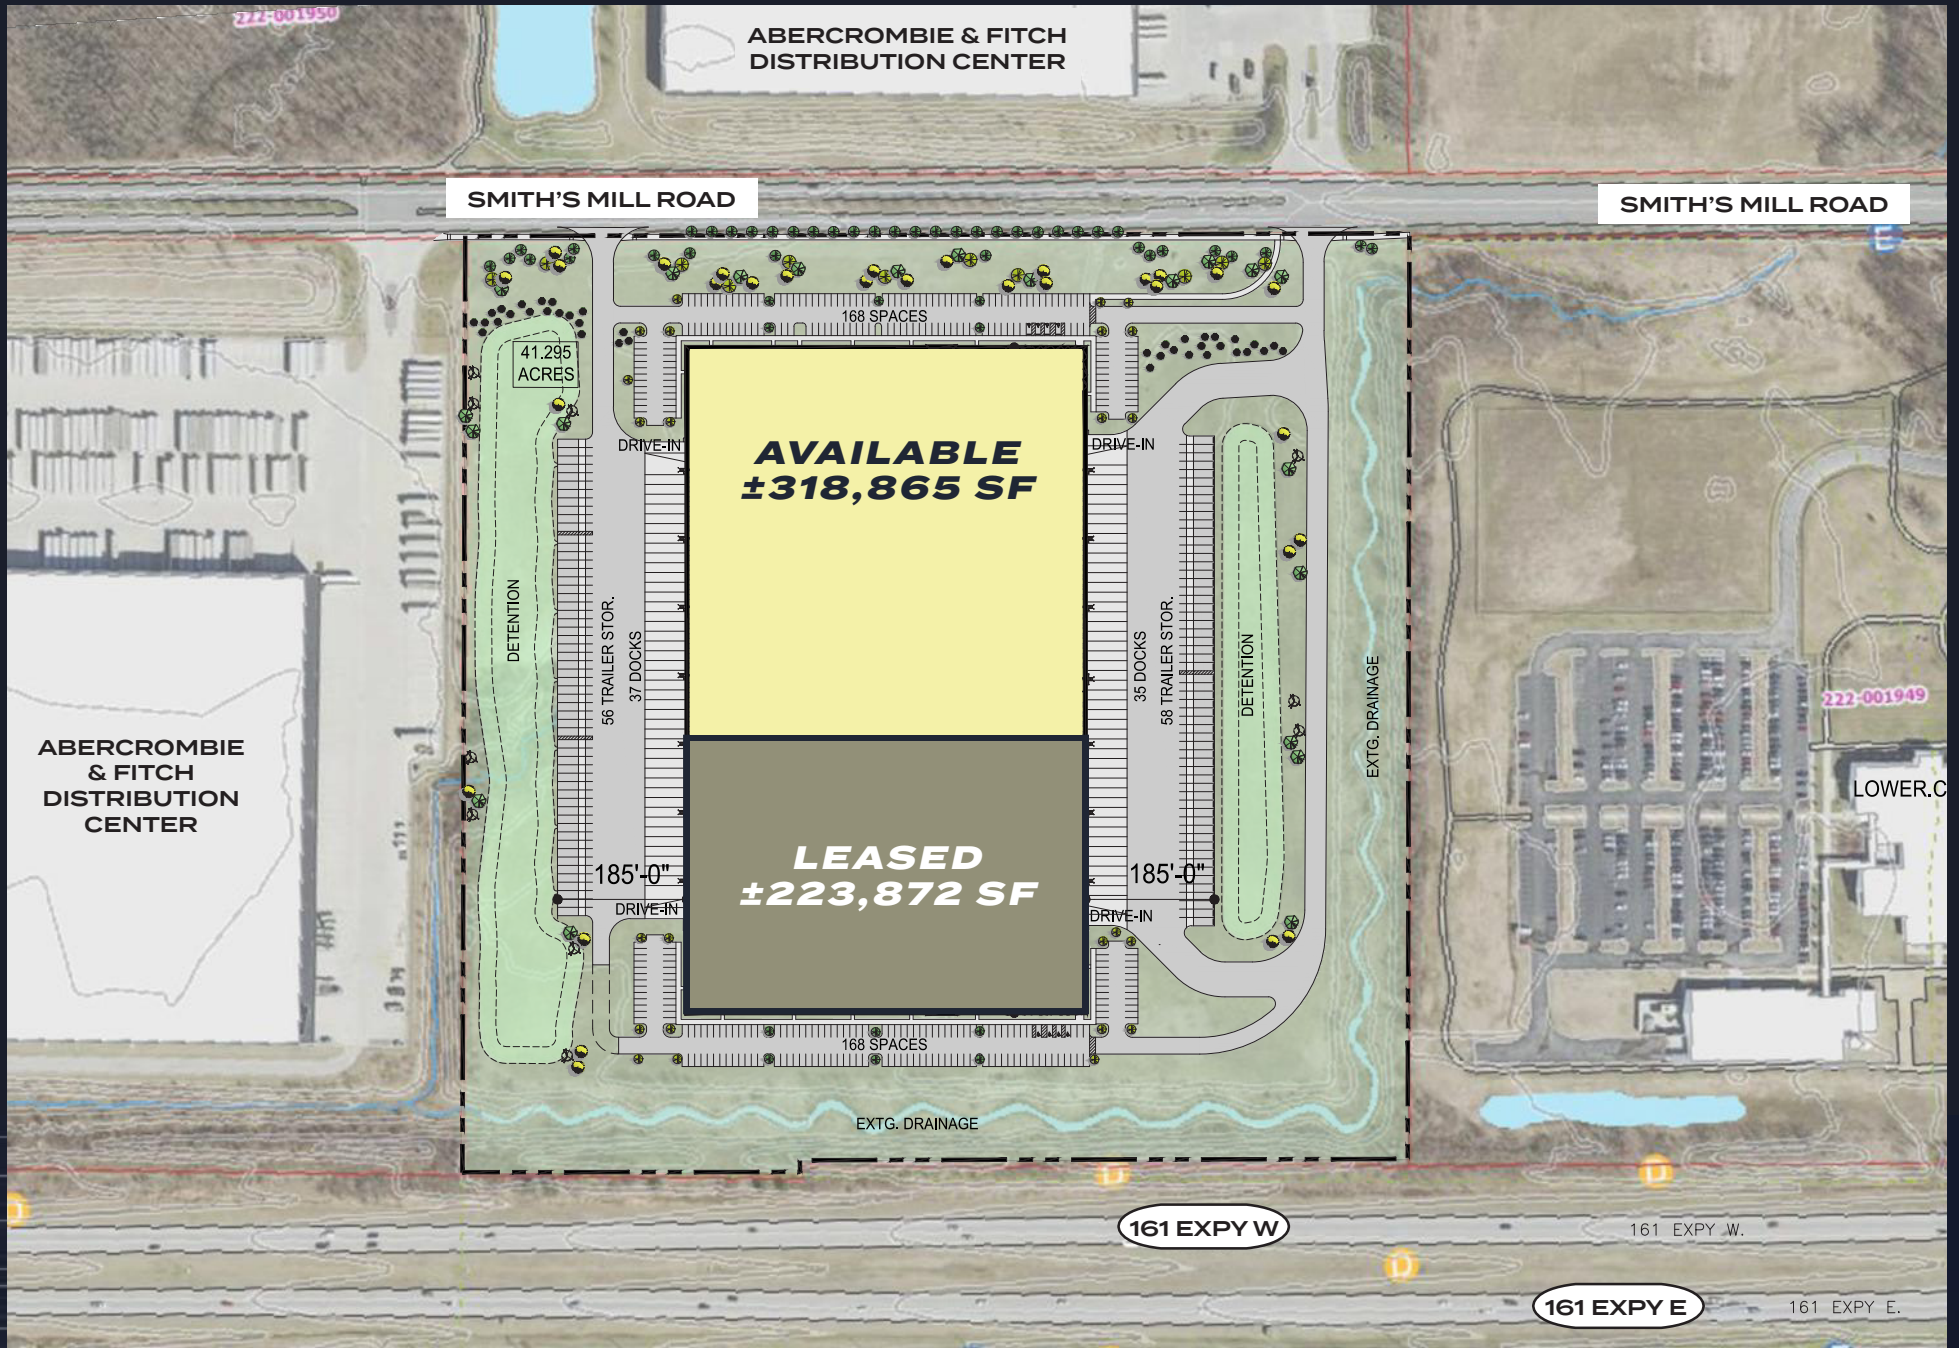 222-001950
ABERCROMBIE & FITCH
DISTRIBUTION CENTER
SMITH'S MILL ROAD
SMITH'S MILL ROAD
E
168 SPACES
41.295
ACRES
DRIVE-IN
DRIVE-IN
AVAILABLE
±318,865 SF
DETENTION
56 TRAILER STOR.
37 DOCKS
35 DOCKS
58 TRAILER STOR.
DETENTION
EXTG. DRAINAGE
222-001949
ABERCROMBIE
& FITCH
DISTRIBUTION
CENTER
LOWER.C
LEASED
±223,872 SF
185'-0"
185'-0"
DRIVE-IN
DRIVE-IN
168 SPACES
EXTG. DRAINAGE
D
D
D
161 EXPY W
161 EXPY W.
D
161 EXPY E
161 EXPY E.